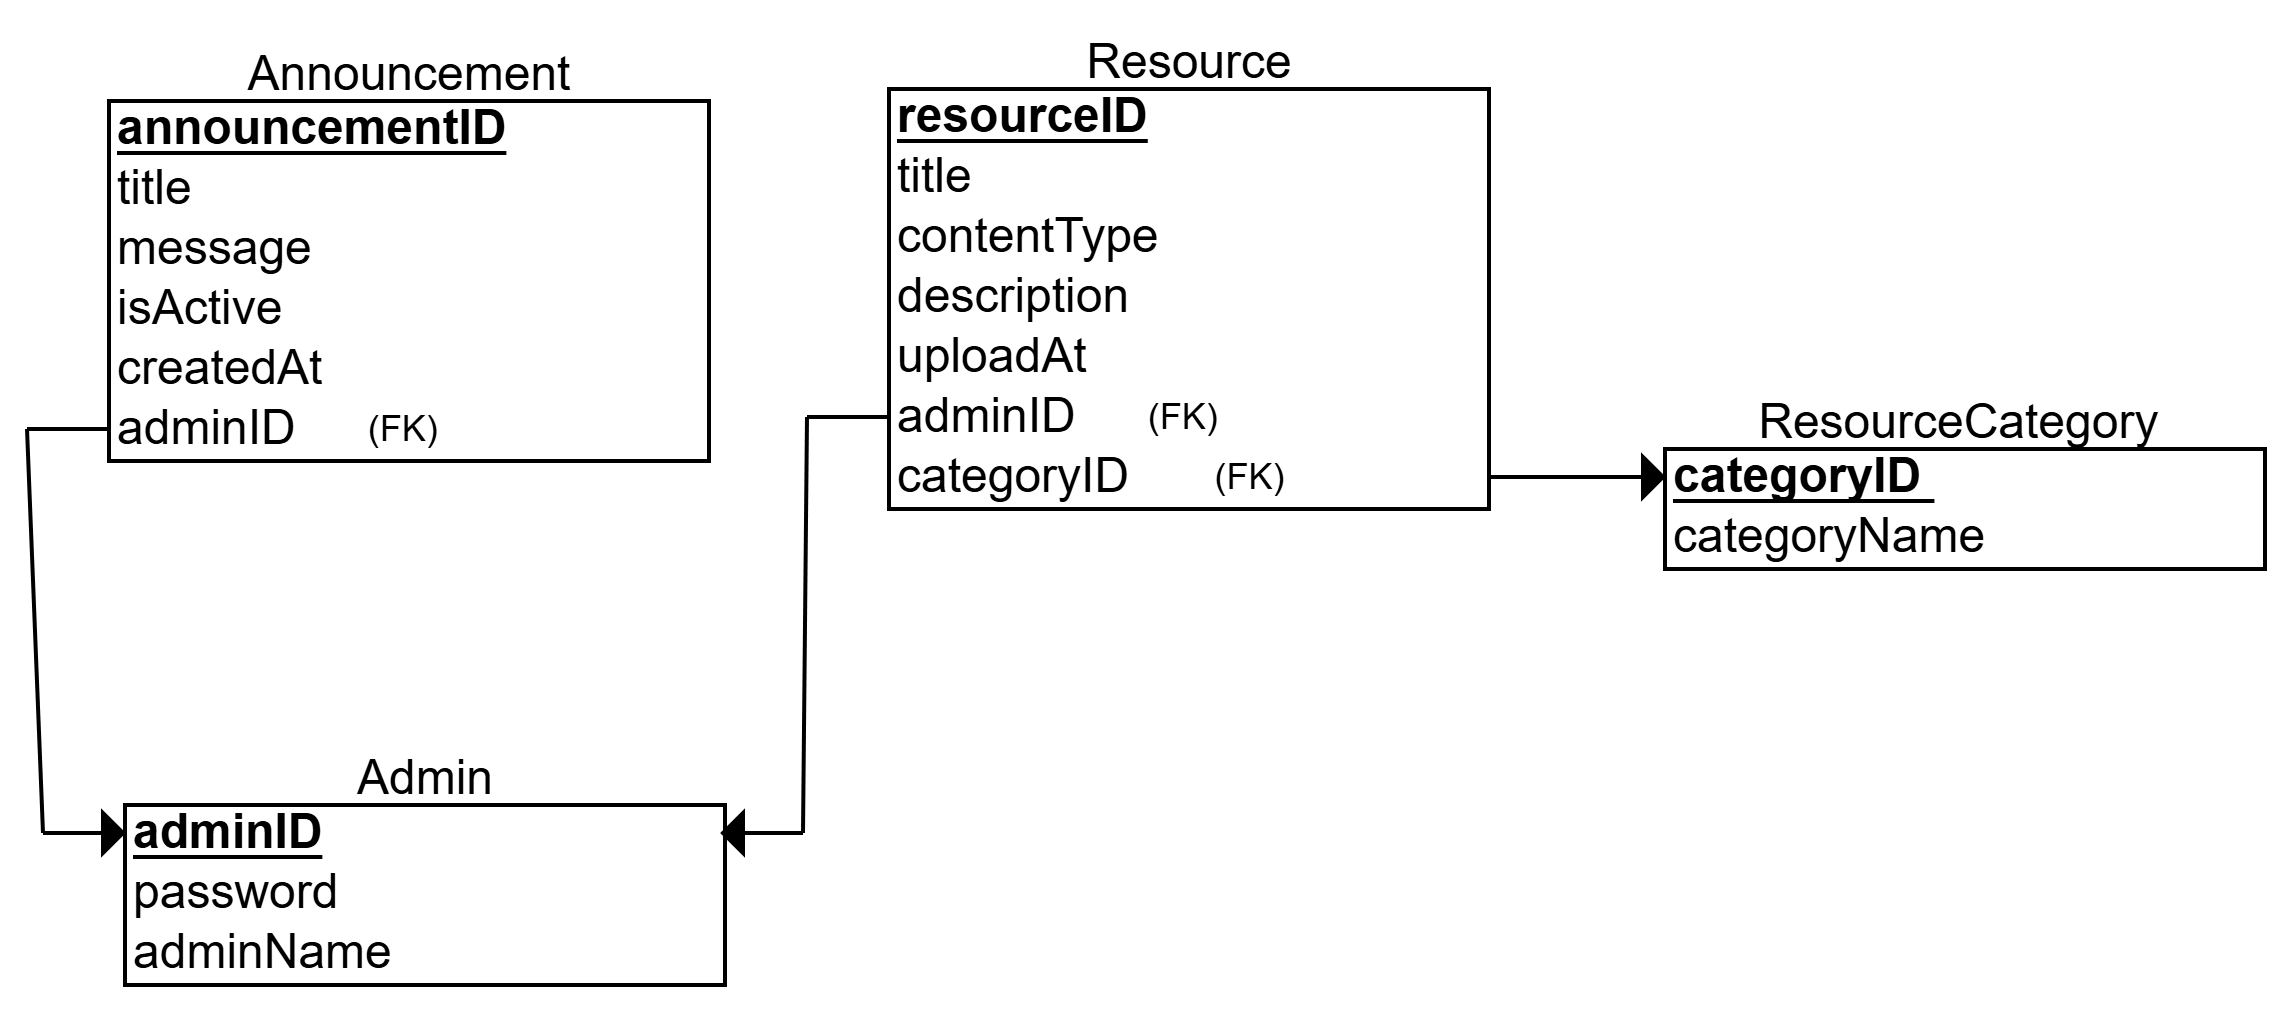 Announcement
announcementID
title
message
isActive
createdAt
adminID (FK)
Resource
resourceID
title
contentType
description
uploadAt
adminID (FK)
categoryID (FK)
ResourceCategory
categoryID
categoryName
Admin
adminID
password
adminName